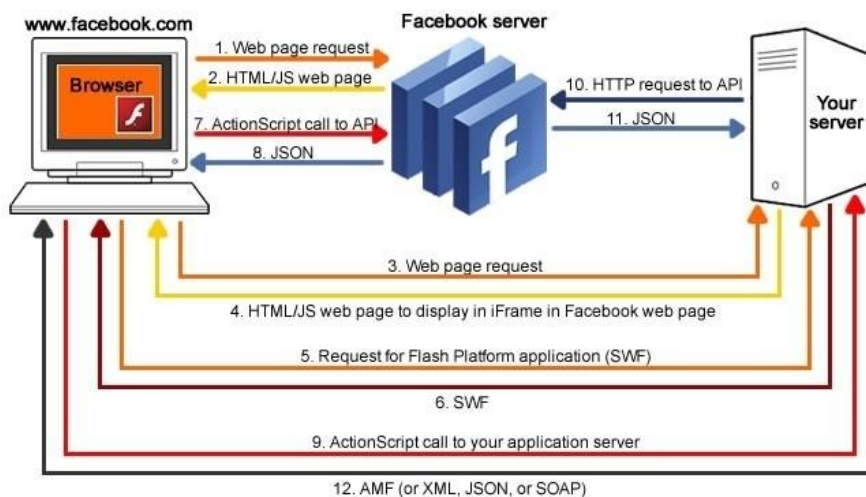 www.facebook.com
Facebook server
Browser
1. Web page request
2. HTML/JS web page
7. ActionScript call to API
8. JSON
10. HTTP request to API
11. JSON
Your
server
3. Web page request
4. HTML/JS web page to display in iFrame in Facebook web page
5. Request for Flash Platform application (SWF)
6. SWF
9. ActionScript call to your application server
12. AMF (or XML, JSON, or SOAP)